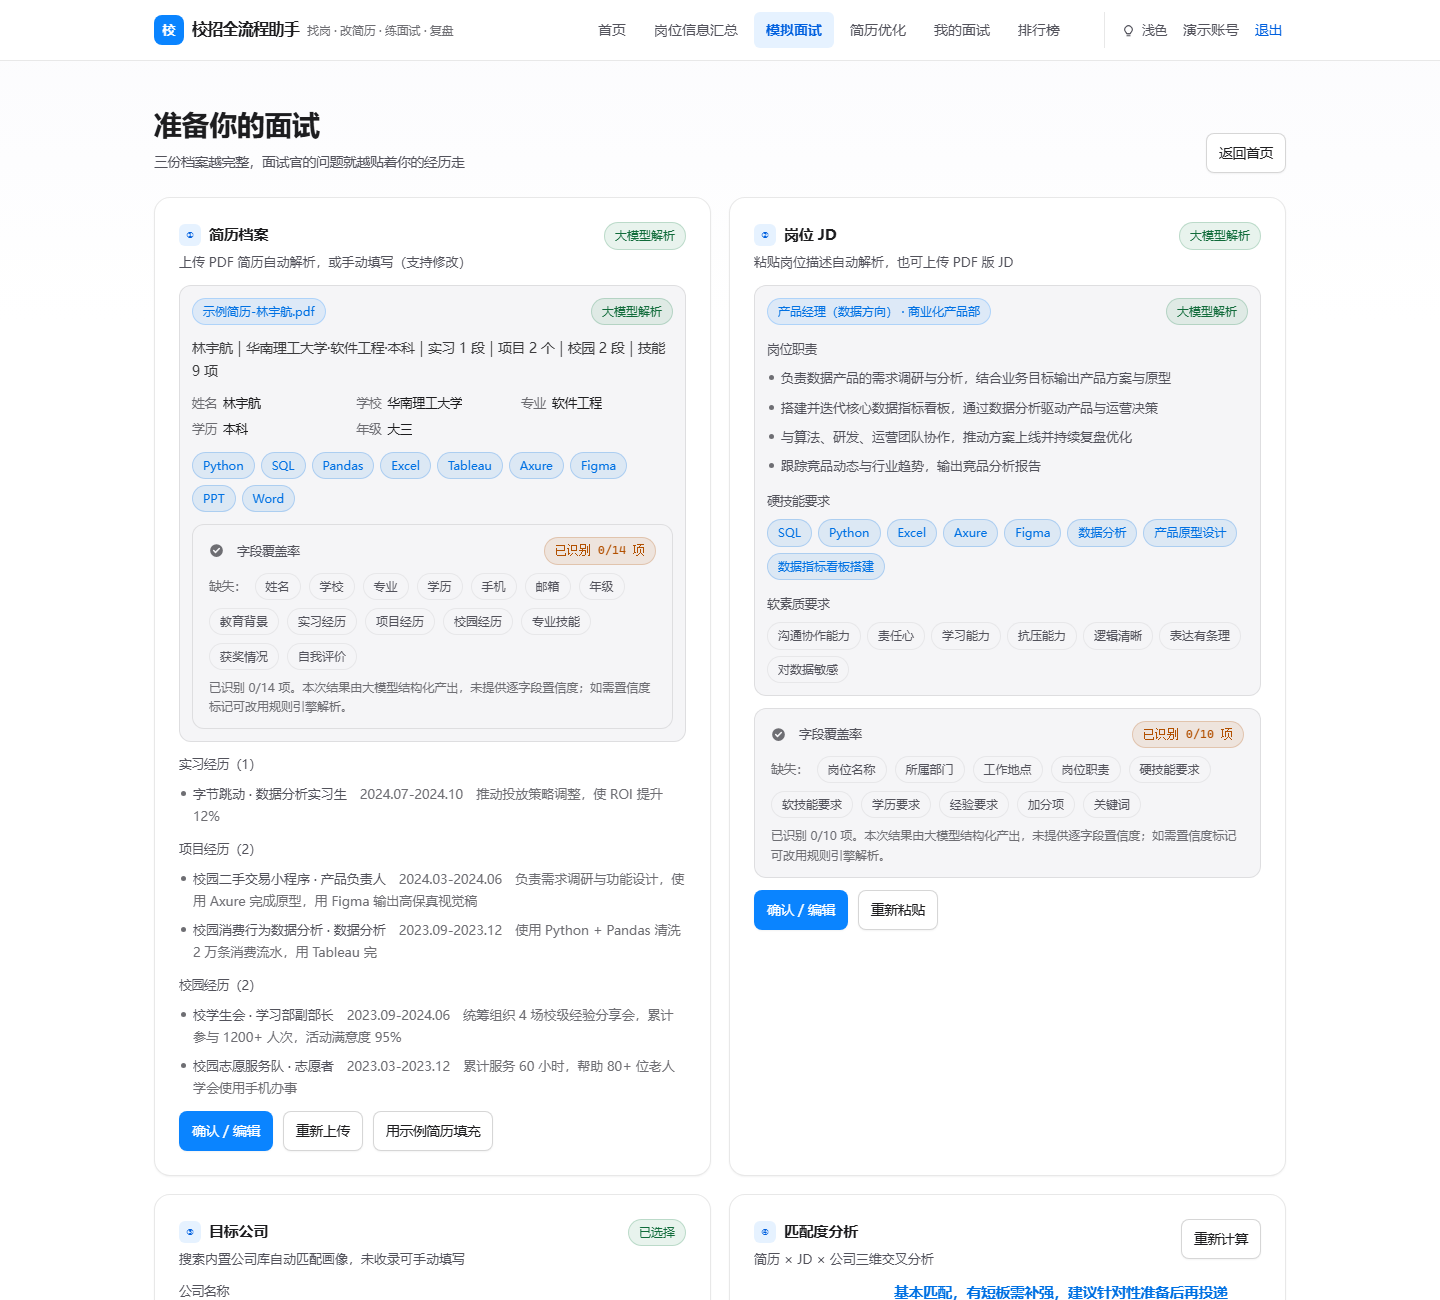 校 校招全流程助手 找岗 · 改简历 · 练面试 · 复盘 首页 岗位信息汇总 模拟面试 简历优化 我的面试 排行榜 浅色 演示账号 退出
准备你的面试
三份档案越完整，面试官的问题就越贴着你的经历走
返回首页
① 简历档案 大模型解析
上传 PDF 简历自动解析，或手动填写（支持修改）
示例简历-林宇航.pdf 大模型解析
林宇航 | 华南理工大学·软件工程·本科 | 实习 1 段 | 项目 2 个 | 校园 2 段 | 技能
9 项
姓名 林宇航 学校 华南理工大学 专业 软件工程
学历 本科 年级 大三
Python SQL Pandas Excel Tableau Axure Figma
PPT Word
字段覆盖率 已识别 0/14 项
缺失： 姓名 学校 专业 学历 手机 邮箱 年级
教育背景 实习经历 项目经历 校园经历 专业技能
获奖情况 自我评价
已识别 0/14 项。本次结果由大模型结构化产出，未提供逐字段置信度；如需置信度
标记可改用规则引擎解析。
实习经历（1）
字节跳动 · 数据分析实习生 2024.07-2024.10 推动投放策略调整，使 ROI 提升
12%
项目经历（2）
校园二手交易小程序 · 产品负责人 2024.03-2024.06 负责需求调研与功能设计，使
用 Axure 完成原型，用 Figma 输出高保真视觉稿
校园消费行为数据分析 · 数据分析 2023.09-2023.12 使用 Python + Pandas 清洗
2 万条消费流水，用 Tableau 完
校园经历（2）
校学生会 · 学习部副部长 2023.09-2024.06 统筹组织 4 场校级经验分享会，累计
参与 1200+ 人次，活动满意度 95%
校园志愿服务队 · 志愿者 2023.03-2023.12 累计服务 60 小时，帮助 80+ 位老人
学会使用手机办事
确认 / 编辑 重新上传 用示例简历填充
② 岗位 JD 大模型解析
粘贴岗位描述自动解析，也可上传 PDF 版 JD
产品经理（数据方向） · 商业化产品部 大模型解析
岗位职责
负责数据产品的需求调研与分析，结合业务目标输出产品方案与原型
搭建并迭代核心数据指标看板，通过数据分析驱动产品与运营决策
与算法、研发、运营团队协作，推动方案上线并持续复盘优化
跟踪竞品动态与行业趋势，输出竞品分析报告
硬技能要求
SQL Python Excel Axure Figma 数据分析 产品原型设计
数据指标看板搭建
软素质要求
沟通协作能力 责任心 学习能力 抗压能力 逻辑清晰 表达有条理
对数据敏感
字段覆盖率 已识别 0/10 项
缺失： 岗位名称 所属部门 工作地点 岗位职责 硬技能要求
软技能要求 学历要求 经验要求 加分项 关键词
已识别 0/10 项。本次结果由大模型结构化产出，未提供逐字段置信度；如需置信度标记
可改用规则引擎解析。
确认 / 编辑 重新粘贴
③ 目标公司 已选择
搜索内置公司库自动匹配画像，未收录可手动填写
公司名称
④ 匹配度分析 重新计算
简历 × JD × 公司三维交叉分析
基本匹配，有短板需补强，建议针对性准备后再投递